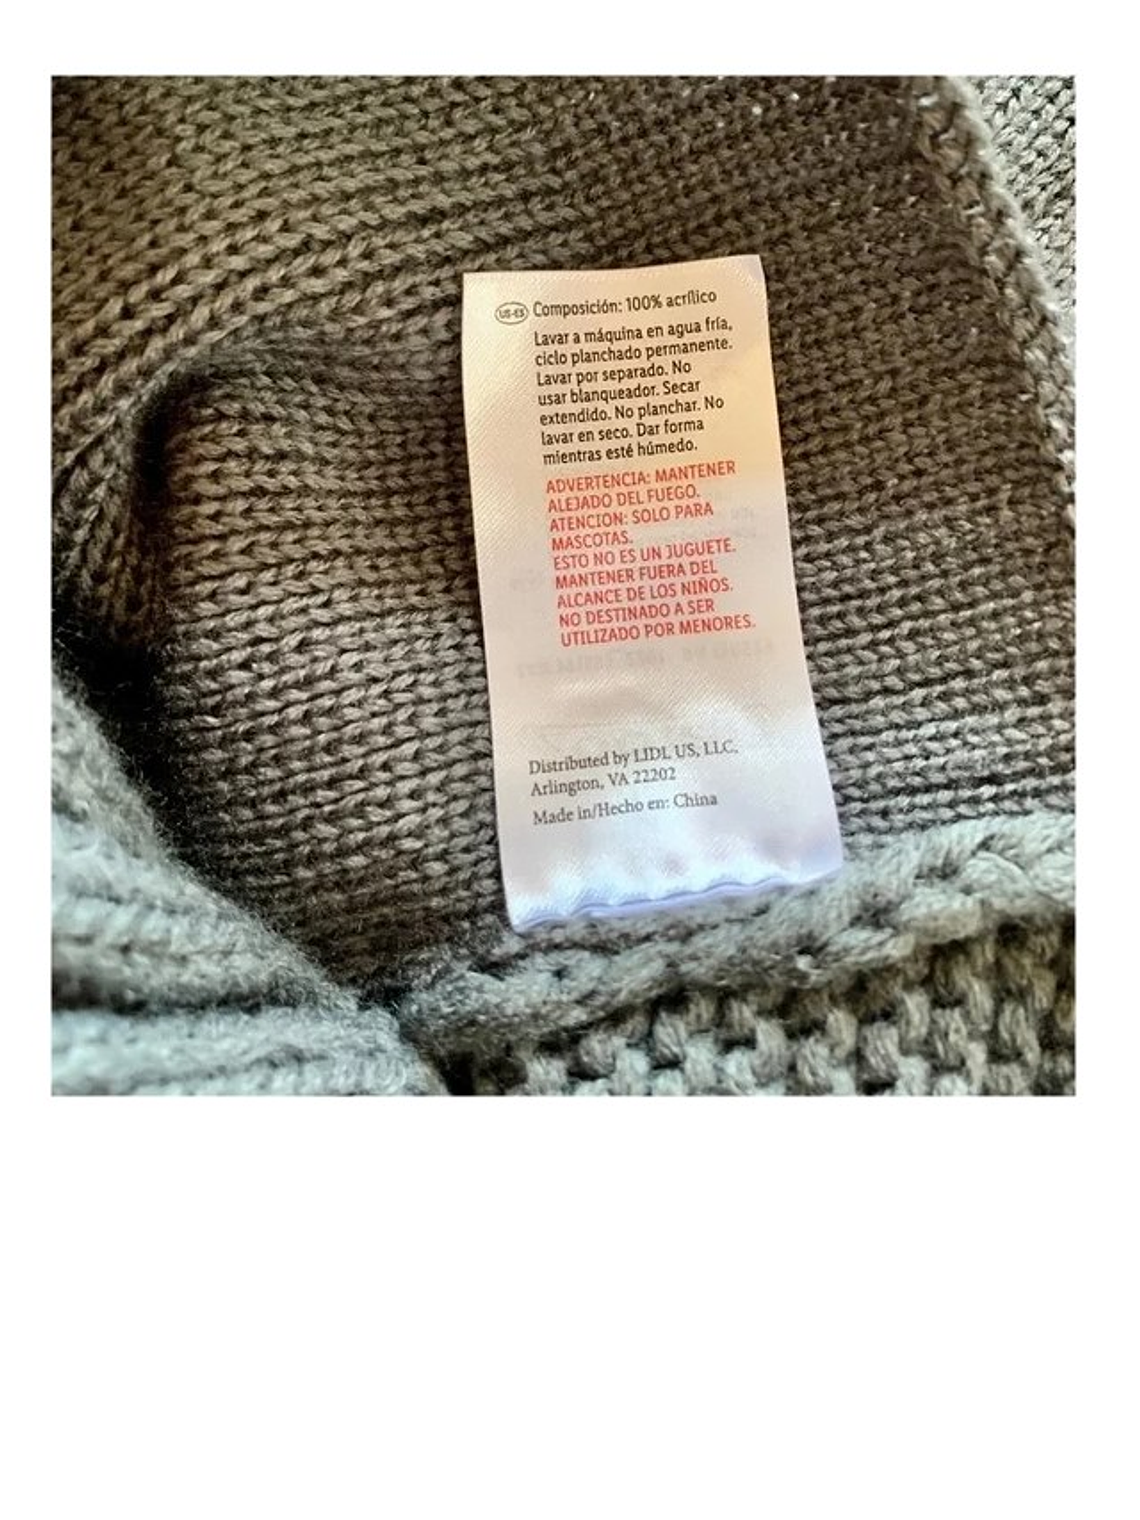 US-ES Composición: 100% acrílico
Lavar a máquina en agua fría,
ciclo planchado permanente.
Lavar por separado. No
usar blanqueador. Secar
extendido. No planchar. No
lavar en seco. Dar forma
mientras esté húmedo.
ADVERTENCIA: MANTENER
ALEJADO DEL FUEGO.
ATENCION: SOLO PARA
MASCOTAS.
ESTO NO ES UN JUGUETE.
MANTENER FUERA DEL
ALCANCE DE LOS NIÑOS.
NO DESTINADO A SER
UTILIZADO POR MENORES.
Distributed by LIDL US, LLC.
Arlington, VA 22202
Made in/Hecho en: China